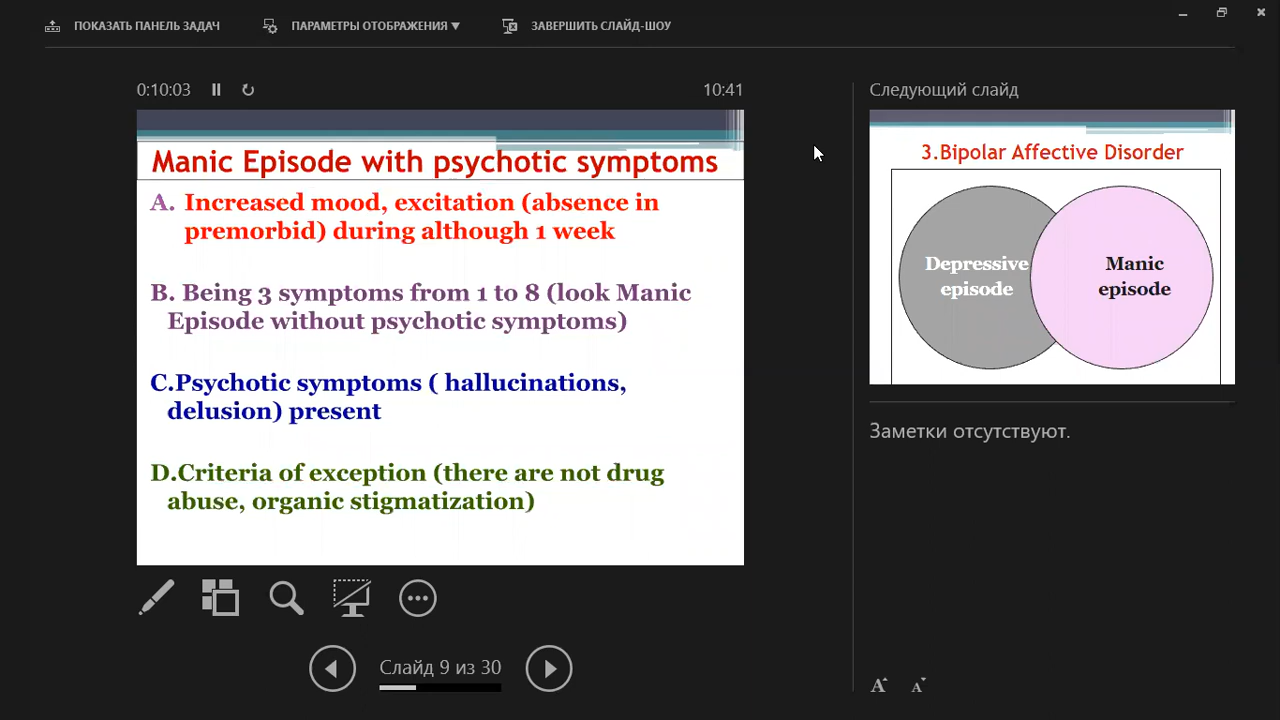 ПОКАЗАТЬ ПАНЕЛЬ ЗАДАЧ
ПАРАМЕТРЫ ОТОБРАЖЕНИЯ
ЗАВЕРШИТЬ СЛАЙД-ШОУ
0:10:03
10:41
Manic Episode with psychotic symptoms
A. Increased mood, excitation (absence in
premorbid) during although 1 week
B. Being 3 symptoms from 1 to 8 (look Manic
Episode without psychotic symptoms)
C.Psychotic symptoms ( hallucinations,
delusion) present
D.Criteria of exception (there are not drug
abuse, organic stigmatization)
Слайд 9 из 30
Следующий слайд
3.Bipolar Affective Disorder
Depressive
episode
Manic
episode
Заметки отсутствуют.
A A